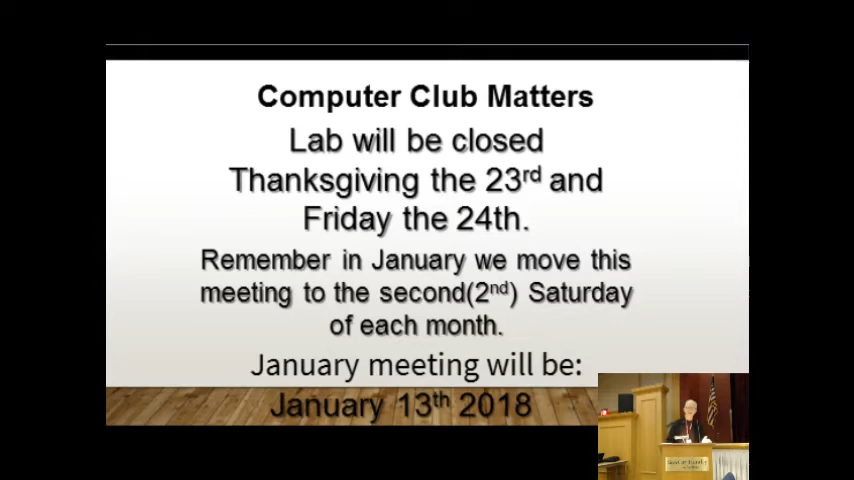 Computer Club Matters
Lab will be closed
Thanksgiving the 23rd and
Friday the 24th.
Remember in January we move this
meeting to the second(2nd) Saturday
of each month.
January meeting will be:
January 13th 2018